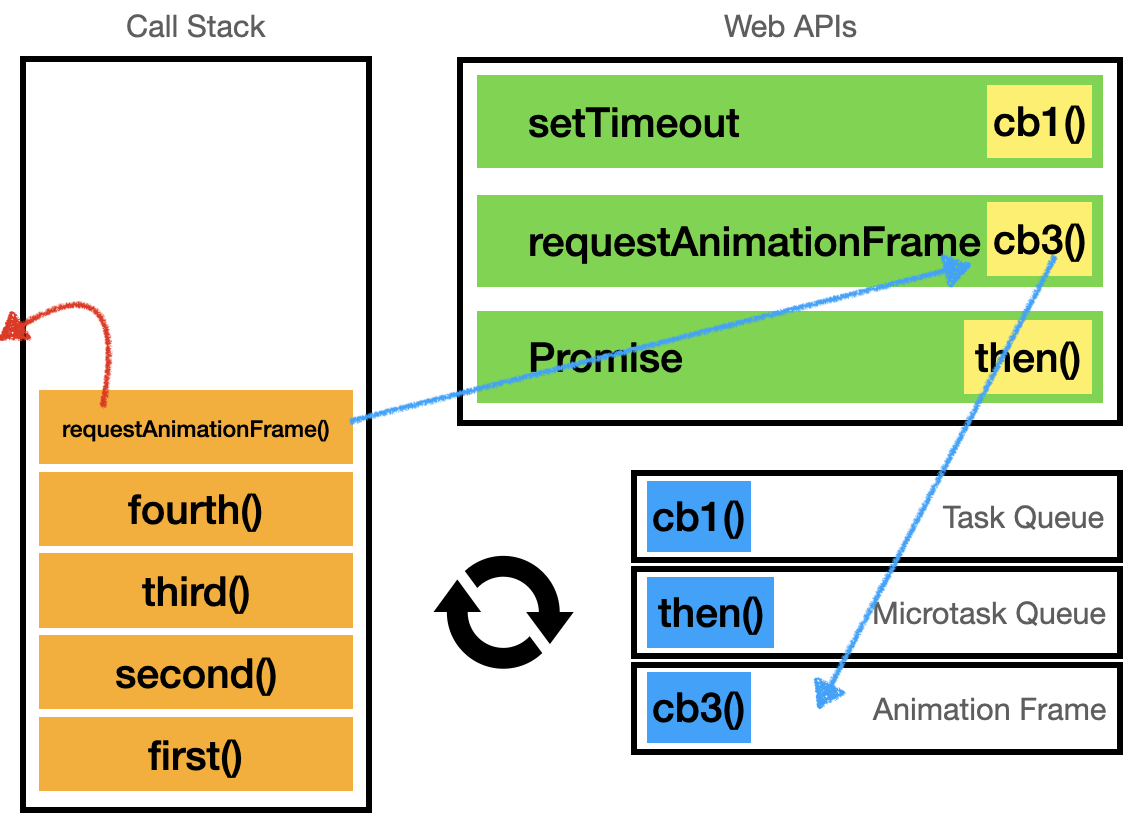 Call Stack
requestAnimationFrame()
fourth()
third()
second()
first()
Web APIs
setTimeout cb1()
requestAnimationFrame cb3()
Promise then()
cb1() Task Queue
then() Microtask Queue
cb3() Animation Frame